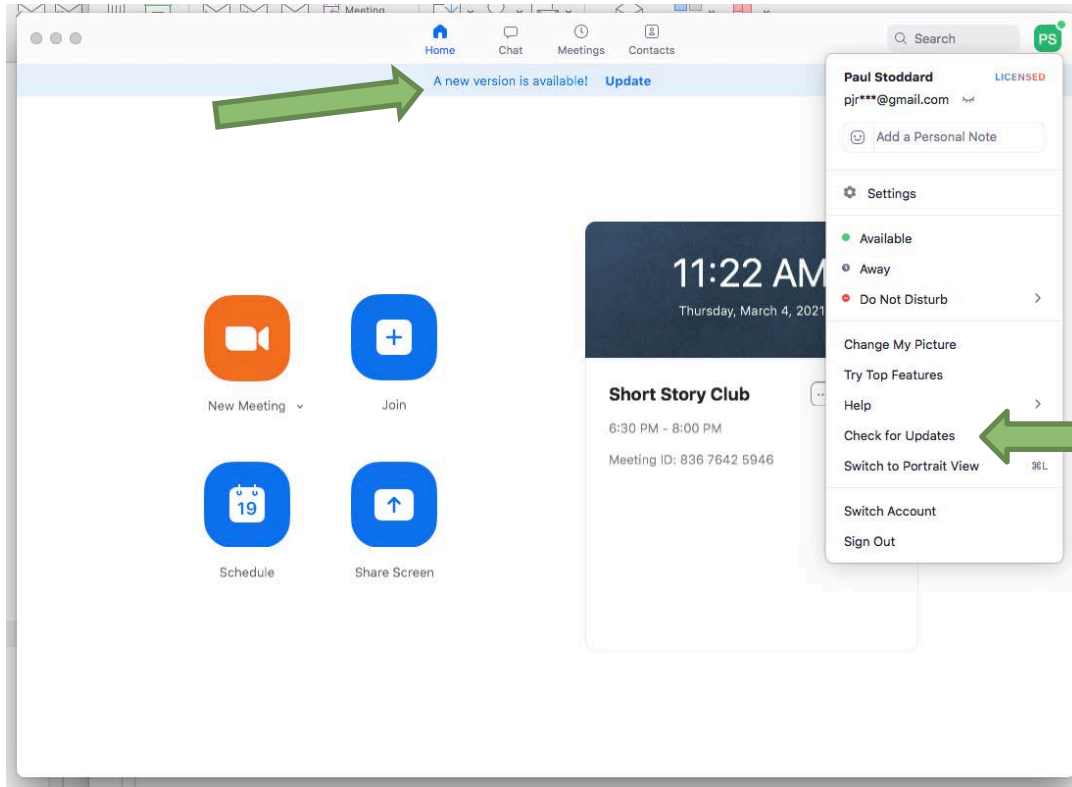 Meeting
Home Chat Meetings Contacts
Search
PS
A new version is available! Update
Paul Stoddard LICENSED
pjr***@gmail.com
Add a Personal Note
Settings
Available
Away
Do Not Disturb
Change My Picture
Try Top Features
Help
Check for Updates
Switch to Portrait View ⌘L
Switch Account
Sign Out
11:22 AM
Thursday, March 4, 2021
New Meeting Join
19
Schedule Share Screen
Short Story Club
6:30 PM - 8:00 PM
Meeting ID: 836 7642 5946